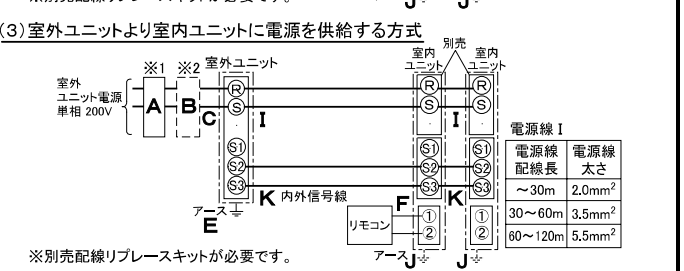 (3)室外ユニットより室内ユニットに電源を供給する方式
※1 ※2 室外ユニット
室内ユニット 別売 室内ユニット
室外
ユニット電源
単相 200V
A B C
R S S1 S2 S3
I
R S S1 S2 S3
I
R S S1 S2 S3
K 内外信号線
F K
アース
E
リモコン
① ②
① ②
アース J J
電源線 I
電源線配線長 電源線太さ
～30m 2.0mm²
30～60m 3.5mm²
60～120m 5.5mm²
※別売配線リプレースキットが必要です。